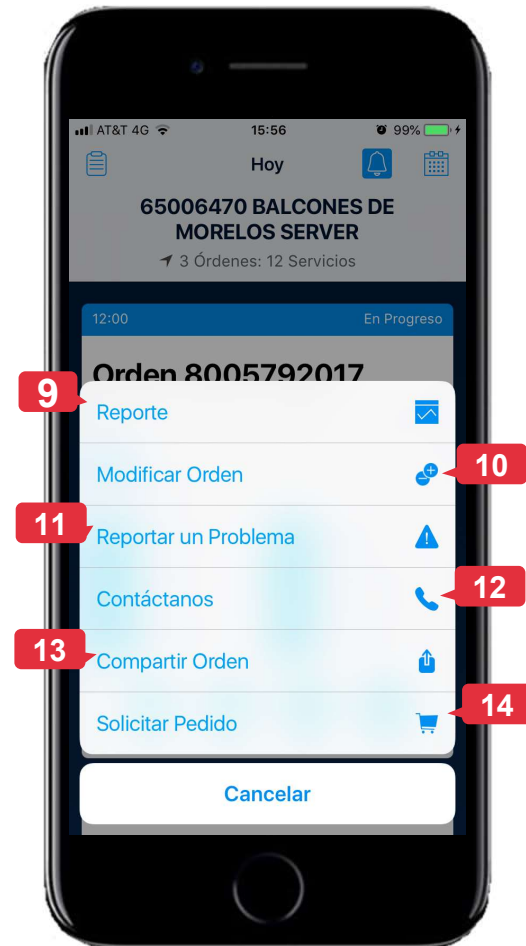 AT&T 4G 15:56 99%
Hoy
65006470 BALCONES DE
MORELOS SERVER
3 Órdenes: 12 Servicios
12:00 En Progreso
Orden 8005792017
9
Reporte
Modificar Orden
10
11
Reportar un Problema
Contáctanos
12
13
Compartir Orden
Solicitar Pedido
14
Cancelar